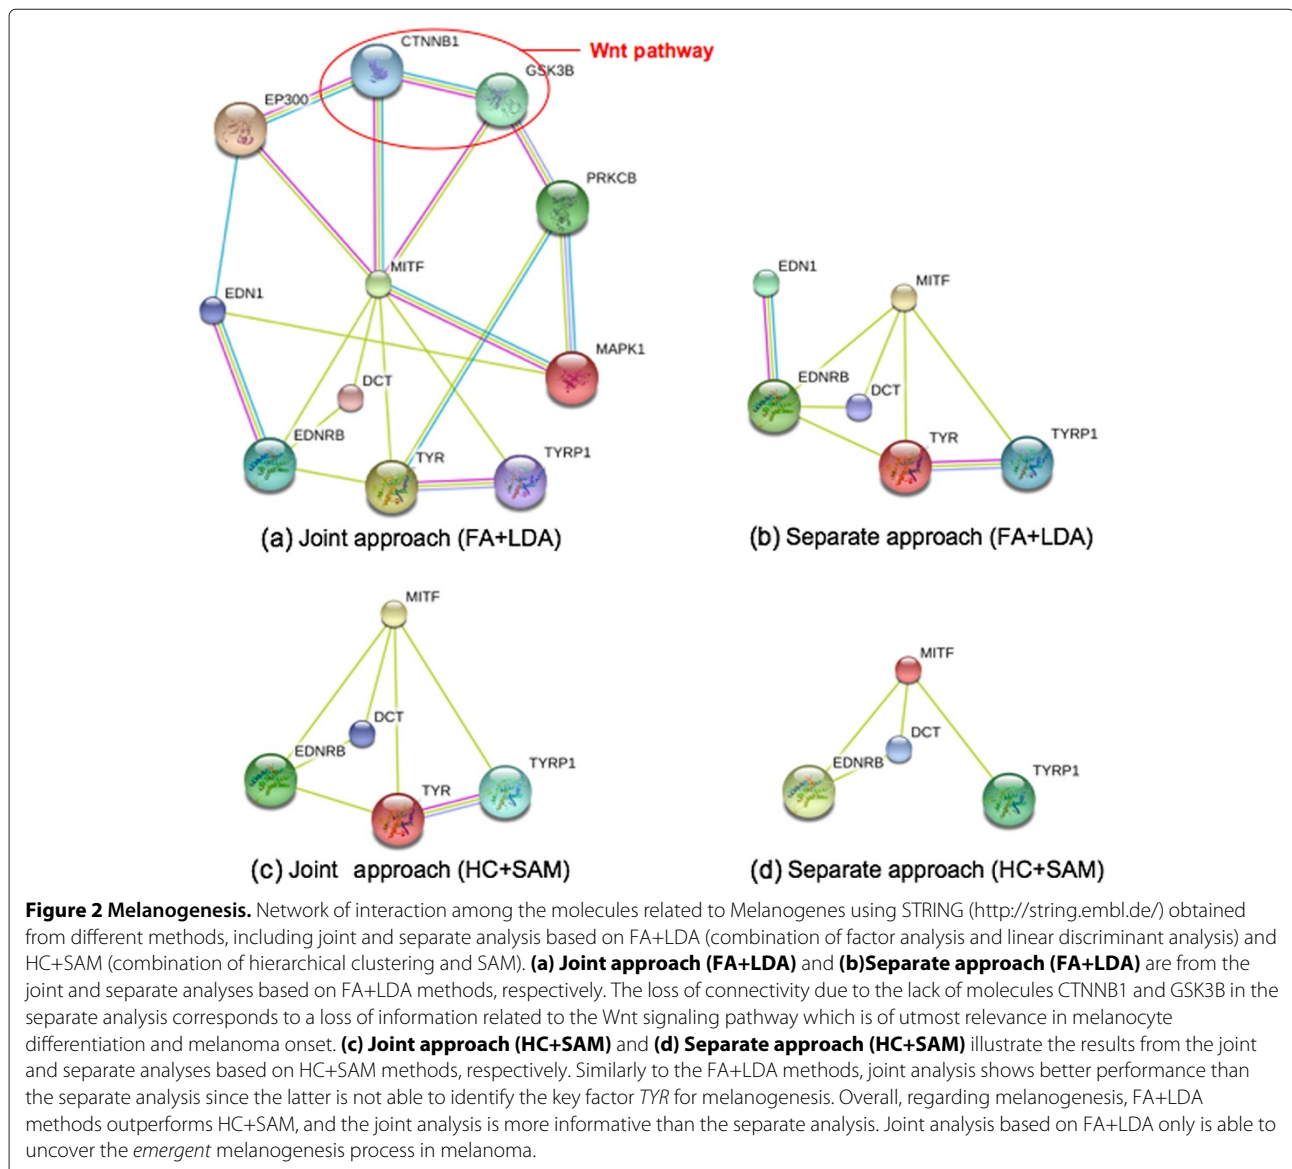 CTNNB1
Wnt pathway
GSK3B
EP300
PRKCB
MITF
EDN1
MAPK1
DCT
EDNRB
TYR
TYRP1
(a) Joint approach (FA+LDA)
EDN1
MITF
EDNRB
DCT
TYR
TYRP1
(b) Separate approach (FA+LDA)
MITF
DCT
EDNRB
TYRP1
TYR
(c) Joint approach (HC+SAM)
MITF
DCT
EDNRB
TYRP1
(d) Separate approach (HC+SAM)
Figure 2 Melanogenesis. Network of interaction among the molecules related to Melanogenes using STRING (http://string.embl.de/) obtained
from different methods, including joint and separate analysis based on FA+LDA (combination of factor analysis and linear discriminant analysis) and
HC+SAM (combination of hierarchical clustering and SAM). (a) Joint approach (FA+LDA) and (b)Separate approach (FA+LDA) are from the
joint and separate analyses based on FA+LDA methods, respectively. The loss of connectivity due to the lack of molecules CTNNB1 and GSK3B in the
separate analysis corresponds to a loss of information related to the Wnt signaling pathway which is of utmost relevance in melanocyte
differentiation and melanoma onset. (c) Joint approach (HC+SAM) and (d) Separate approach (HC+SAM) illustrate the results from the joint
and separate analyses based on HC+SAM methods, respectively. Similarly to the FA+LDA methods, joint analysis shows better performance than
the separate analysis since the latter is not able to identify the key factor TYR for melanogenesis. Overall, regarding melanogenesis, FA+LDA
methods outperforms HC+SAM, and the joint analysis is more informative than the separate analysis. Joint analysis based on FA+LDA only is able to
uncover the emergent melanogenesis process in melanoma.